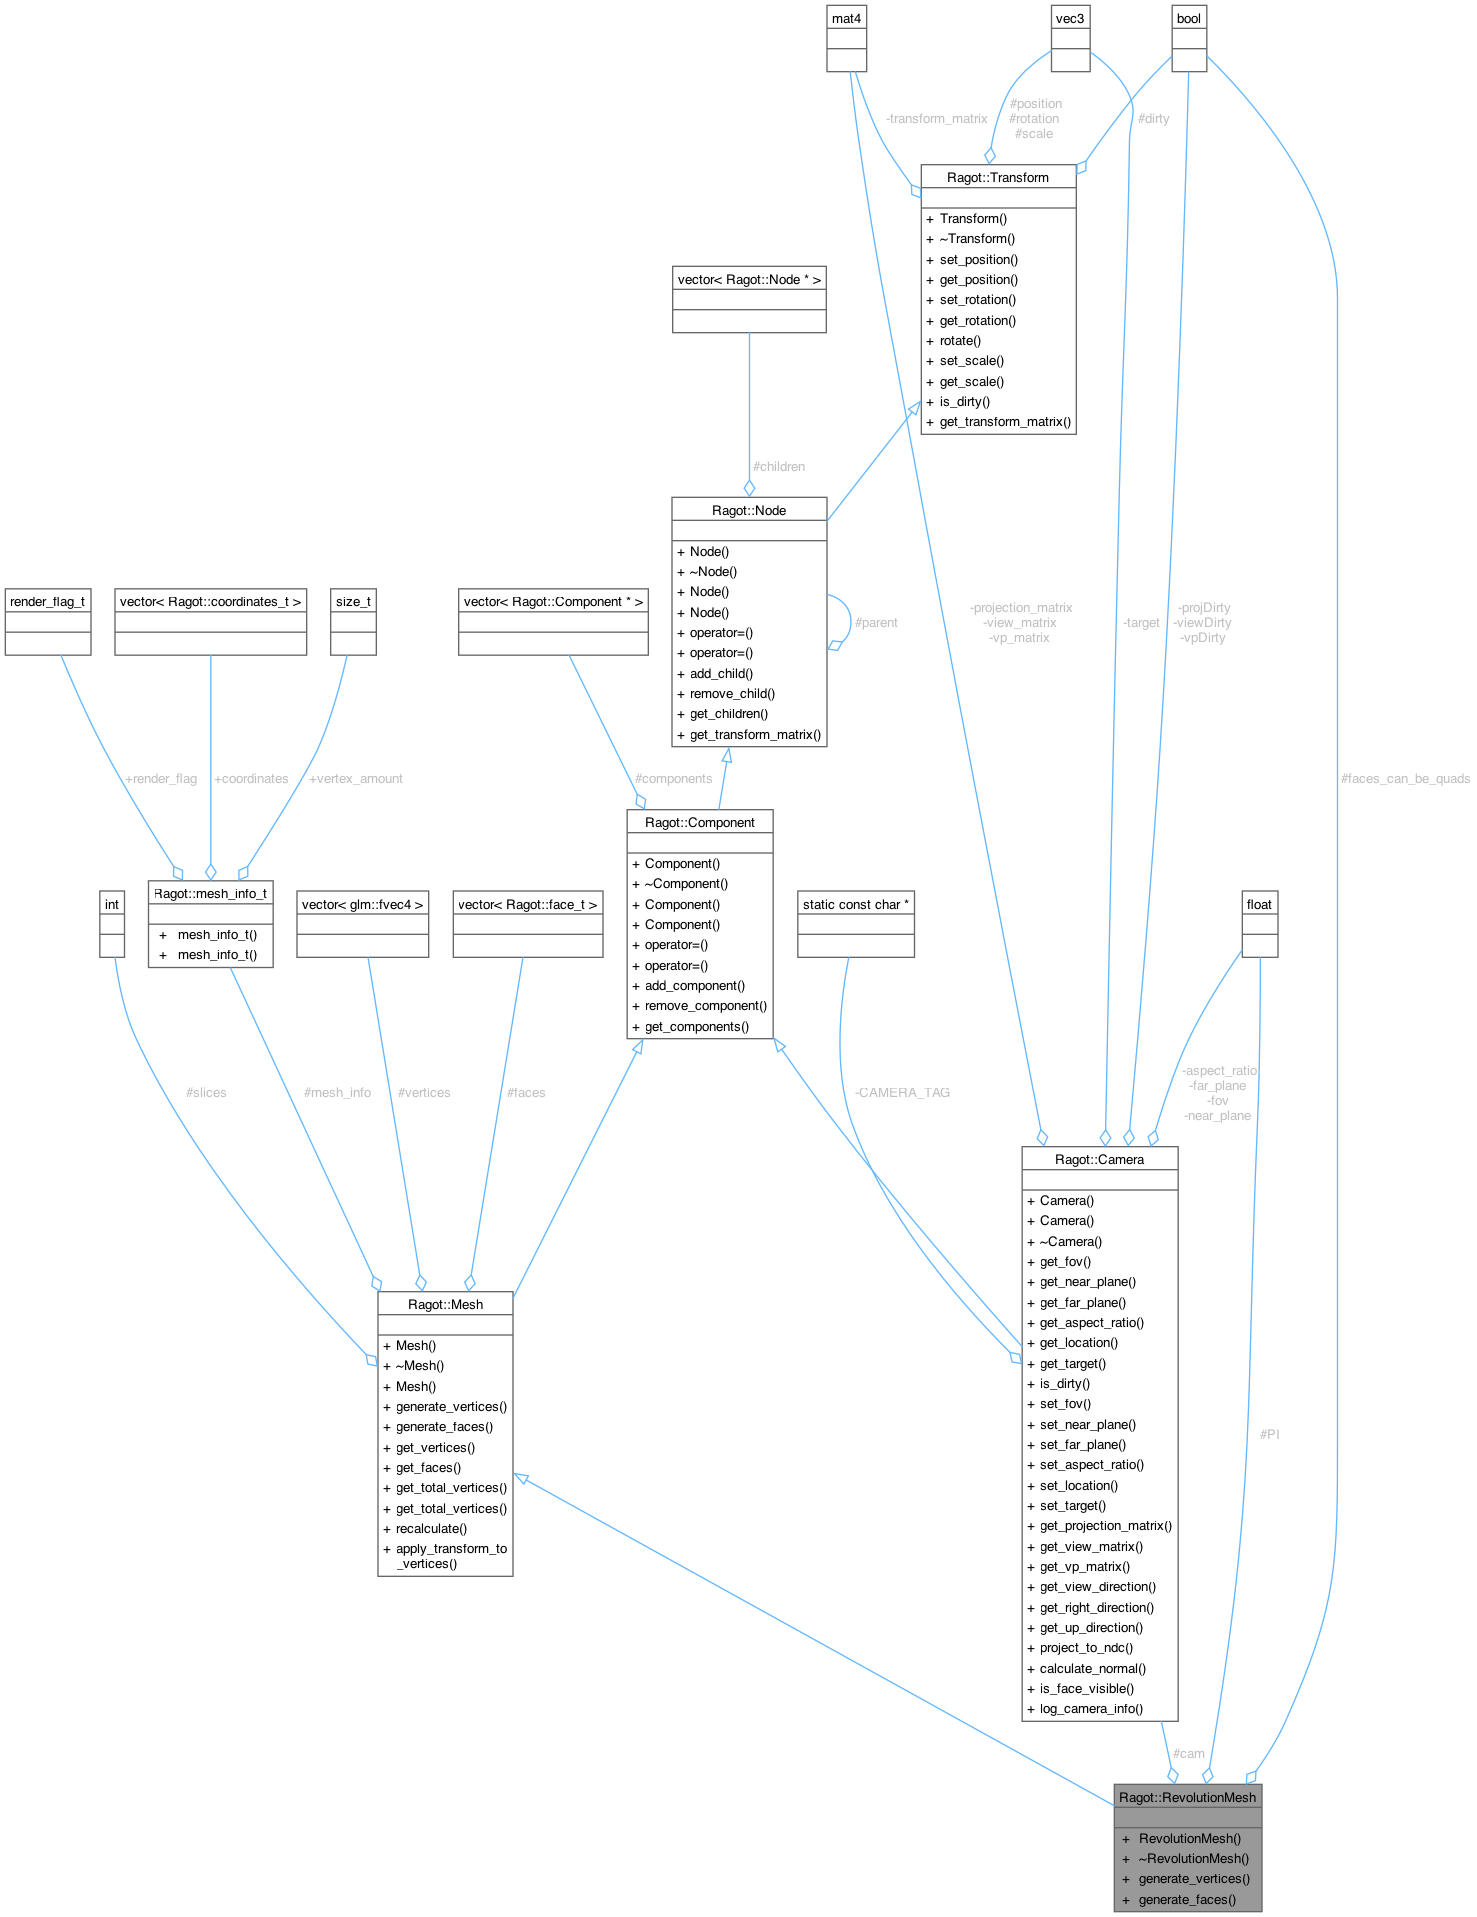 mat4
vec3
bool
-transform_matrix
#position
#rotation
#scale
#dirty
Ragot::Transform
+ Transform()
+ ~Transform()
+ set_position()
+ get_position()
+ set_rotation()
+ get_rotation()
+ rotate()
+ set_scale()
+ get_scale()
+ is_dirty()
+ get_transform_matrix()
vector< Ragot::Node * >
#children
Ragot::Node
+ Node()
+ ~Node()
+ Node()
+ Node()
+ operator=()
+ operator=()
+ add_child()
+ remove_child()
+ get_children()
+ get_transform_matrix()
#parent
-projection_matrix
-view_matrix
-vp_matrix
-target
-projDirty
-viewDirty
-vpDirty
render_flag_t
vector< Ragot::coordinates_t >
size_t
vector< Ragot::Component * >
+render_flag
+coordinates
+vertex_amount
#components
#faces_can_be_quads
Ragot::Component
+ Component()
+ ~Component()
+ Component()
+ Component()
+ operator=()
+ operator=()
+ add_component()
+ remove_component()
+ get_components()
int
Ragot::mesh_info_t
+ mesh_info_t()
+ mesh_info_t()
vector< glm::fvec4 >
vector< Ragot::face_t >
static const char *
float
#slices
#mesh_info
#vertices
#faces
-CAMERA_TAG
-aspect_ratio
-far_plane
-fov
-near_plane
Ragot::Camera
+ Camera()
+ Camera()
+ ~Camera()
+ get_fov()
+ get_near_plane()
+ get_far_plane()
+ get_aspect_ratio()
+ get_location()
+ get_target()
+ is_dirty()
+ set_fov()
+ set_near_plane()
+ set_far_plane()
+ set_aspect_ratio()
+ set_location()
+ set_target()
+ get_projection_matrix()
+ get_view_matrix()
+ get_vp_matrix()
+ get_view_direction()
+ get_right_direction()
+ get_up_direction()
+ project_to_ndc()
+ calculate_normal()
+ is_face_visible()
+ log_camera_info()
Ragot::Mesh
+ Mesh()
+ ~Mesh()
+ Mesh()
+ generate_vertices()
+ generate_faces()
+ get_vertices()
+ get_faces()
+ get_total_vertices()
+ get_total_vertices()
+ recalculate()
+ apply_transform_to
_vertices()
#PI
#cam
Ragot::RevolutionMesh
+ RevolutionMesh()
+ ~RevolutionMesh()
+ generate_vertices()
+ generate_faces()